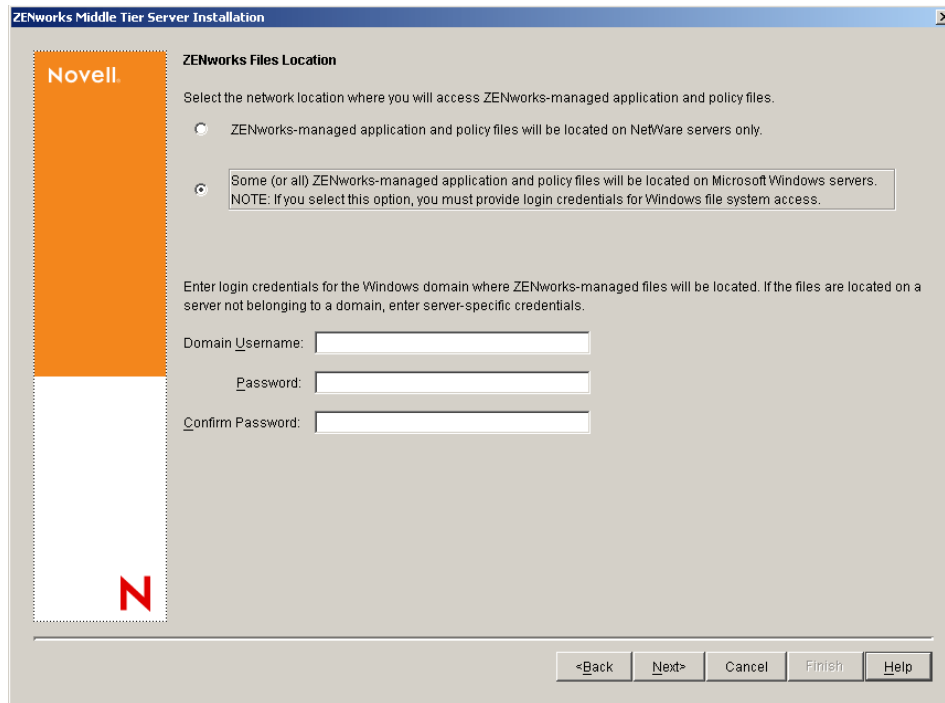 ZENworks Middle Tier Server Installation
Novell.
ZENworks Files Location
Select the network location where you will access ZENworks-managed application and policy files.
ZENworks-managed application and policy files will be located on NetWare servers only.
Some (or all) ZENworks-managed application and policy files will be located on Microsoft Windows servers.
NOTE: If you select this option, you must provide login credentials for Windows file system access.
Enter login credentials for the Windows domain where ZENworks-managed files will be located. If the files are located on a
server not belonging to a domain, enter server-specific credentials.
Domain Username:
Password:
Confirm Password:
N
<Back Next> Cancel Finish Help